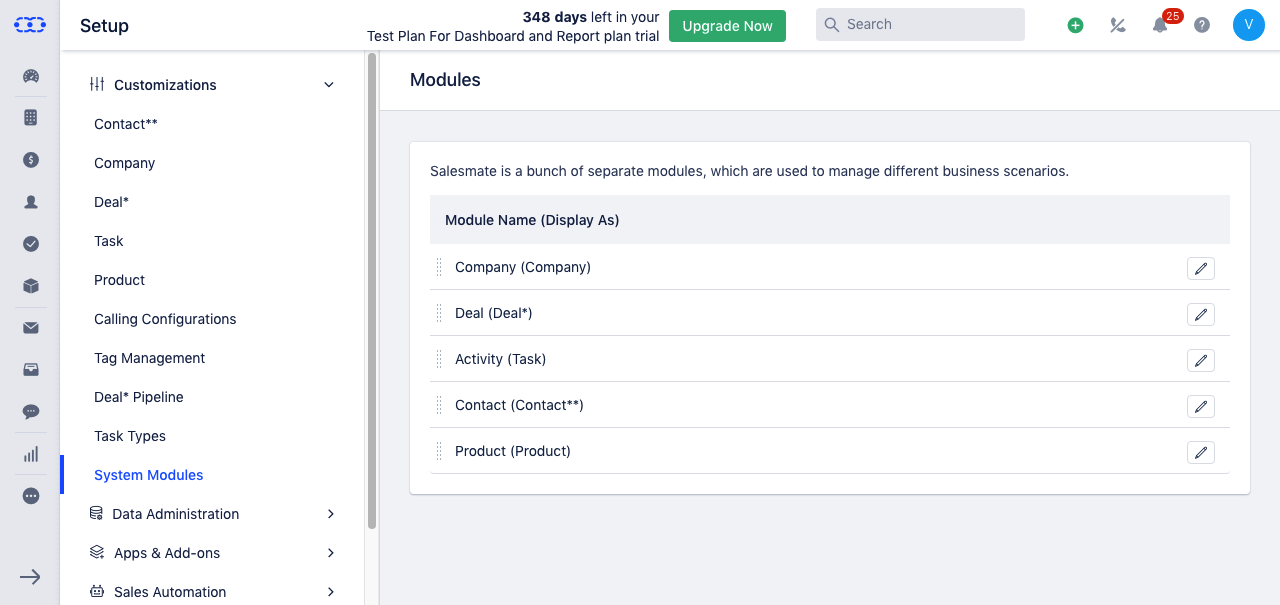 Setup
348 days left in your
Test Plan For Dashboard and Report plan trial
Upgrade Now
Search
25
V
Customizations
Contact**
Company
Deal*
Task
Product
Calling Configurations
Tag Management
Deal* Pipeline
Task Types
System Modules
Data Administration
Apps & Add-ons
Sales Automation
Modules
Salesmate is a bunch of separate modules, which are used to manage different business scenarios.
Module Name (Display As)
Company (Company)
Deal (Deal*)
Activity (Task)
Contact (Contact**)
Product (Product)